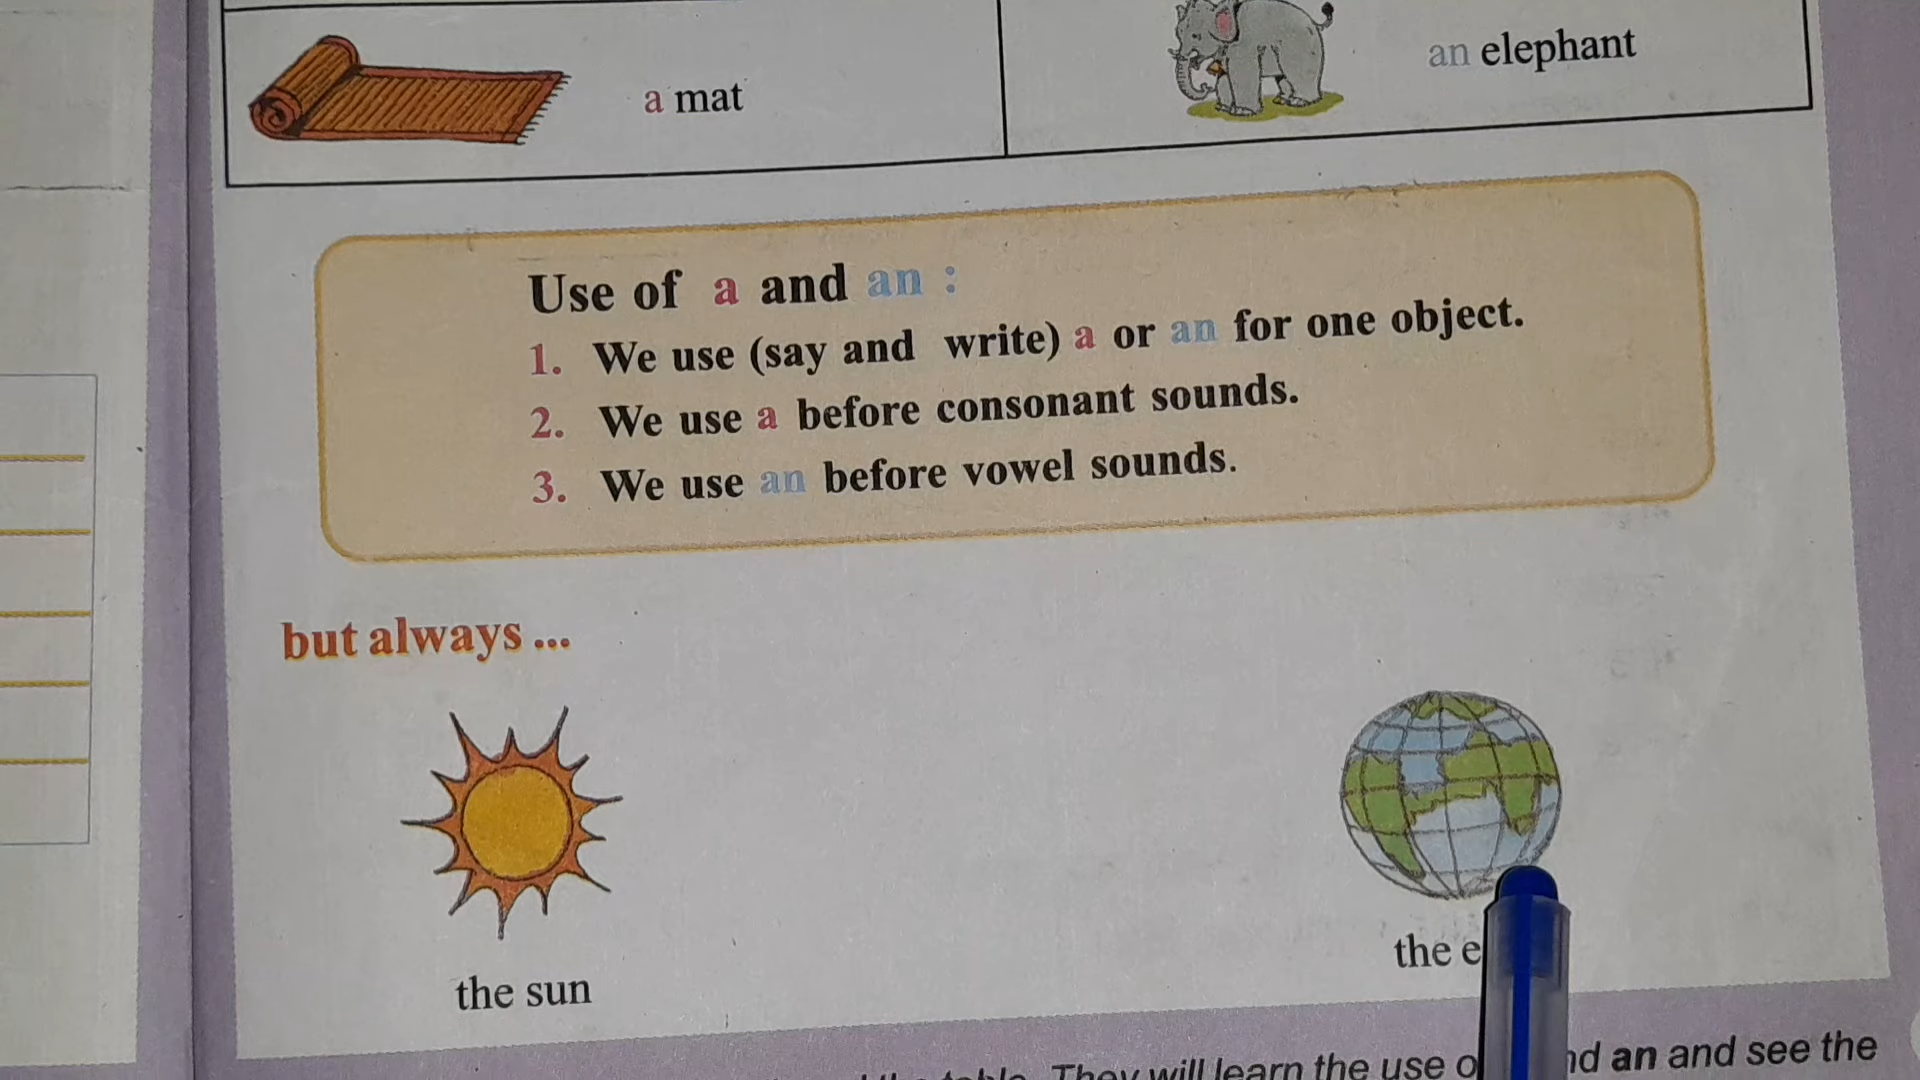 a mat
an elephant
Use of a and an :
1. We use (say and write) a or an for one object.
2. We use a before consonant sounds.
3. We use an before vowel sounds.
but always ...
the sun
the e
They will learn the use o nd an and see the